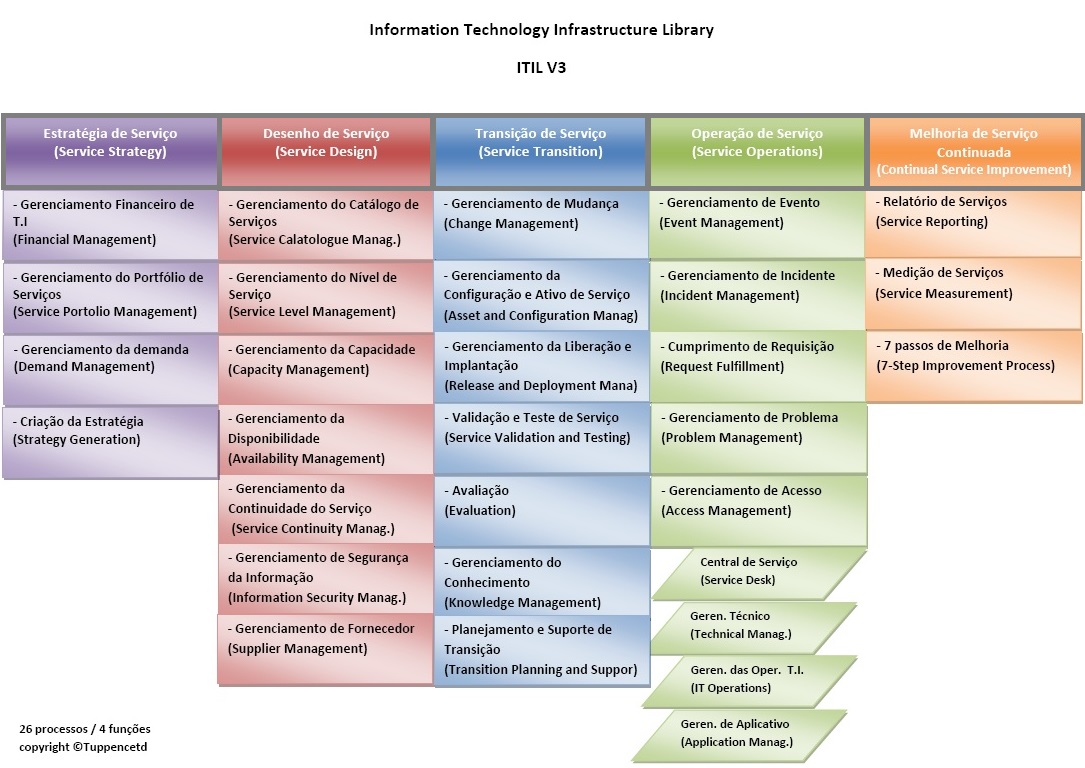 Information Technology Infrastructure Library
ITIL V3
Estratégia de Serviço
(Service Strategy)
- Gerenciamento Financeiro de
T.I
(Financial Management)
- Gerenciamento do Portfólio de
Serviços
(Service Portolio Management)
- Gerenciamento da demanda
(Demand Management)
- Criação da Estratégia
(Strategy Generation)
Desenho de Serviço
(Service Design)
- Gerenciamento do Catálogo de
Serviços
(Service Calatologue Manag.)
- Gerenciamento do Nível de
Serviço
(Service Level Management)
- Gerenciamento da Capacidade
(Capacity Management)
- Gerenciamento da
Disponibilidade
(Availability Management)
- Gerenciamento da
Continuidade do Serviço
(Service Continuity Manag.)
- Gerenciamento de Segurança
da Informação
(Information Security Manag.)
- Gerenciamento de Fornecedor
(Supplier Management)
Transição de Serviço
(Service Transition)
- Gerenciamento de Mudança
(Change Management)
- Gerenciamento da
Configuração e Ativo de Serviço
(Asset and Configuration Manag)
- Gerenciamento da Liberação e
Implantação
(Release and Deployment Mana)
- Validação e Teste de Serviço
(Service Validation and Testing)
- Avaliação
(Evaluation)
- Gerenciamento do
Conhecimento
(Knowledge Management)
- Planejamento e Suporte de
Transição
(Transition Planning and Suppor)
Operação de Serviço
(Service Operations)
- Gerenciamento de Evento
(Event Management)
- Gerenciamento de Incidente
(Incident Management)
- Cumprimento de Requisição
(Request Fulfillment)
- Gerenciamento de Problema
(Problem Management)
- Gerenciamento de Acesso
(Access Management)
Central de Serviço
(Service Desk)
Geren. Técnico
(Technical Manag.)
Geren. das Oper. T.I.
(IT Operations)
Geren. de Aplicativo
(Application Manag.)
Melhoria de Serviço
Continuada
(Continual Service Improvement)
- Relatório de Serviços
(Service Reporting)
- Medição de Serviços
(Service Measurement)
- 7 passos de Melhoria
(7-Step Improvement Process)
26 processos / 4 funções
copyright ©Tuppencetd